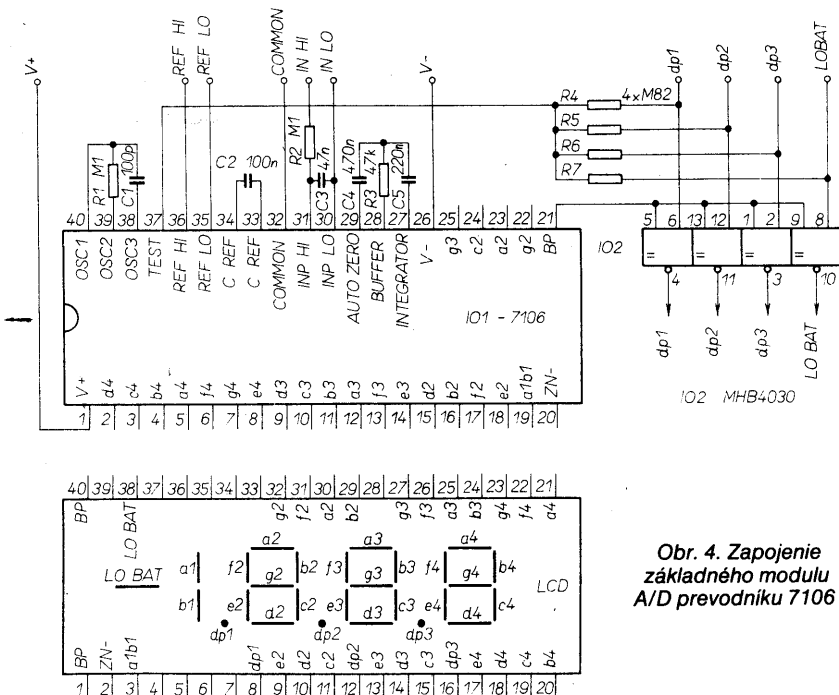 V+
REF HI
REF LO
COMMON
IN HI
IN LO
V-
dp1
dp2
dp3
LOBAT
R1 M1
C1 100p
C2 100n
R2 M1
C3 47n
C4 470n
R3 47k
C5 220n
R4 4xM82
R5
R6
R7
40 39 38 37 36 35 34 33 32 31 30 29 28 27 26 25 24 23 22 21
OSC1
OSC2
OSC3
TEST
REF HI
REF LO
C REF
C REF
COMMON
INP HI
INP LO
AUTO ZERO
BUFFER
INTEGRATOR
V-
g3
c2
a2
g2
BP
IO1 - 7106
V+ d4 c4 b4 a4 f4 g4 e4 d3 c3 b3 a3 f3 e3 d2 b2 f2 e2 a1b1 ZN-
1 2 3 4 5 6 7 8 9 10 11 12 13 14 15 16 17 18 19 20
5 6 13 12 1 2 9 8
IO2
= = = =
4 11 3 10
dp1
dp2
dp3
LO BAT
IO2 MHB4030
40 39 38 37 36 35 34 33 32 31 30 29 28 27 26 25 24 23 22 21
BP LO BAT g2 f2 a2 b2 g3 f3 a3 b3 g4 f4 a4
LO BAT
a1
b1
dp1
a2
f2 g2 b2
e2 d2 c2
dp2
a3
f3 g3 b3
e3 d3 c3
dp3
a4
f4 g4 b4
e4 d4 c4
LCD
BP ZN- a1b1 dp1 e2 d2 c2 dp2 e3 d3 c3 dp3 e4 d4 c4 b4
1 2 3 4 5 6 7 8 9 10 11 12 13 14 15 16 17 18 19 20
Obr. 4. Zapojenie
základného modulu
A/D prevodníku 7106